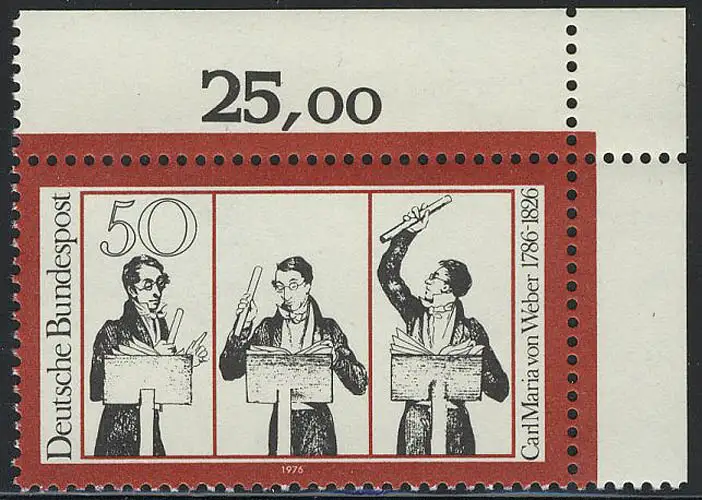 25,00
Deutsche Bundespost
50
Carl Maria von Weber 1786-1826
1976